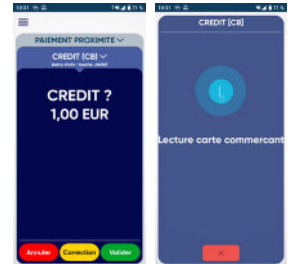 PAIEMENT PROXIMITE
CREDIT (CB)
CREDIT ?
1,00 EUR
Annuler
Correction
Valider
CREDIT (CB)
Lecture carte commercant